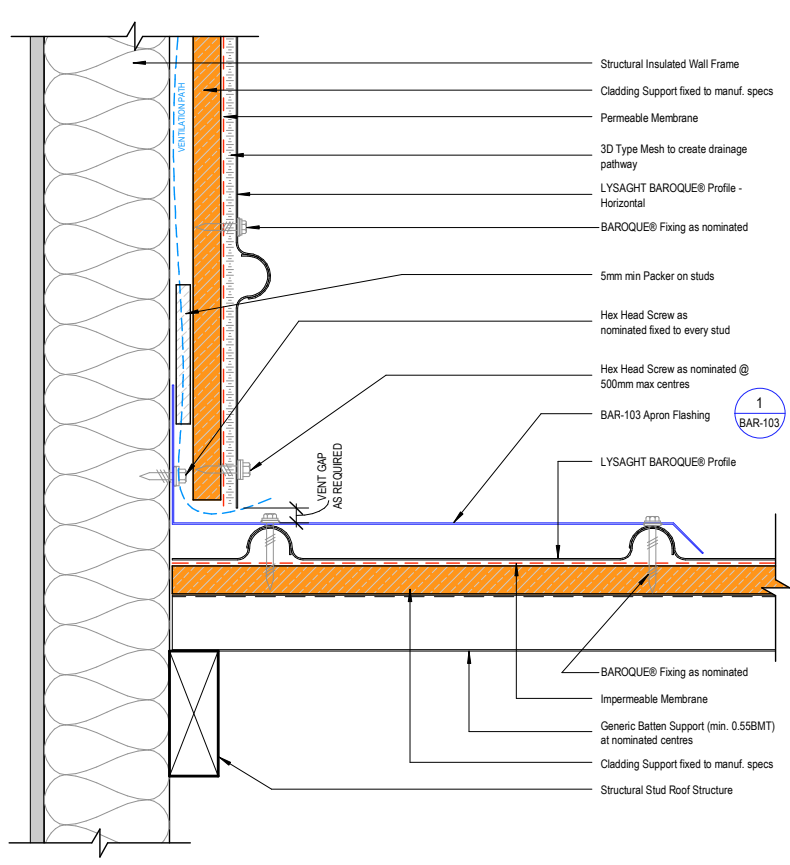 Structural Insulated Wall Frame
Cladding Support fixed to manuf. specs
Permeable Membrane
3D Type Mesh to create drainage
pathway
LYSAGHT BAROQUE® Profile -
Horizontal
BAROQUE® Fixing as nominated
5mm min Packer on studs
Hex Head Screw as
nominated fixed to every stud
Hex Head Screw as nominated @
500mm max centres
BAR-103 Apron Flashing
1
BAR-103
LYSAGHT BAROQUE® Profile
VENTILATION PATH
VENT GAP
AS REQUIRED
BAROQUE® Fixing as nominated
Impermeable Membrane
Generic Batten Support (min. 0.55BMT)
at nominated centres
Cladding Support fixed to manuf. specs
Structural Stud Roof Structure